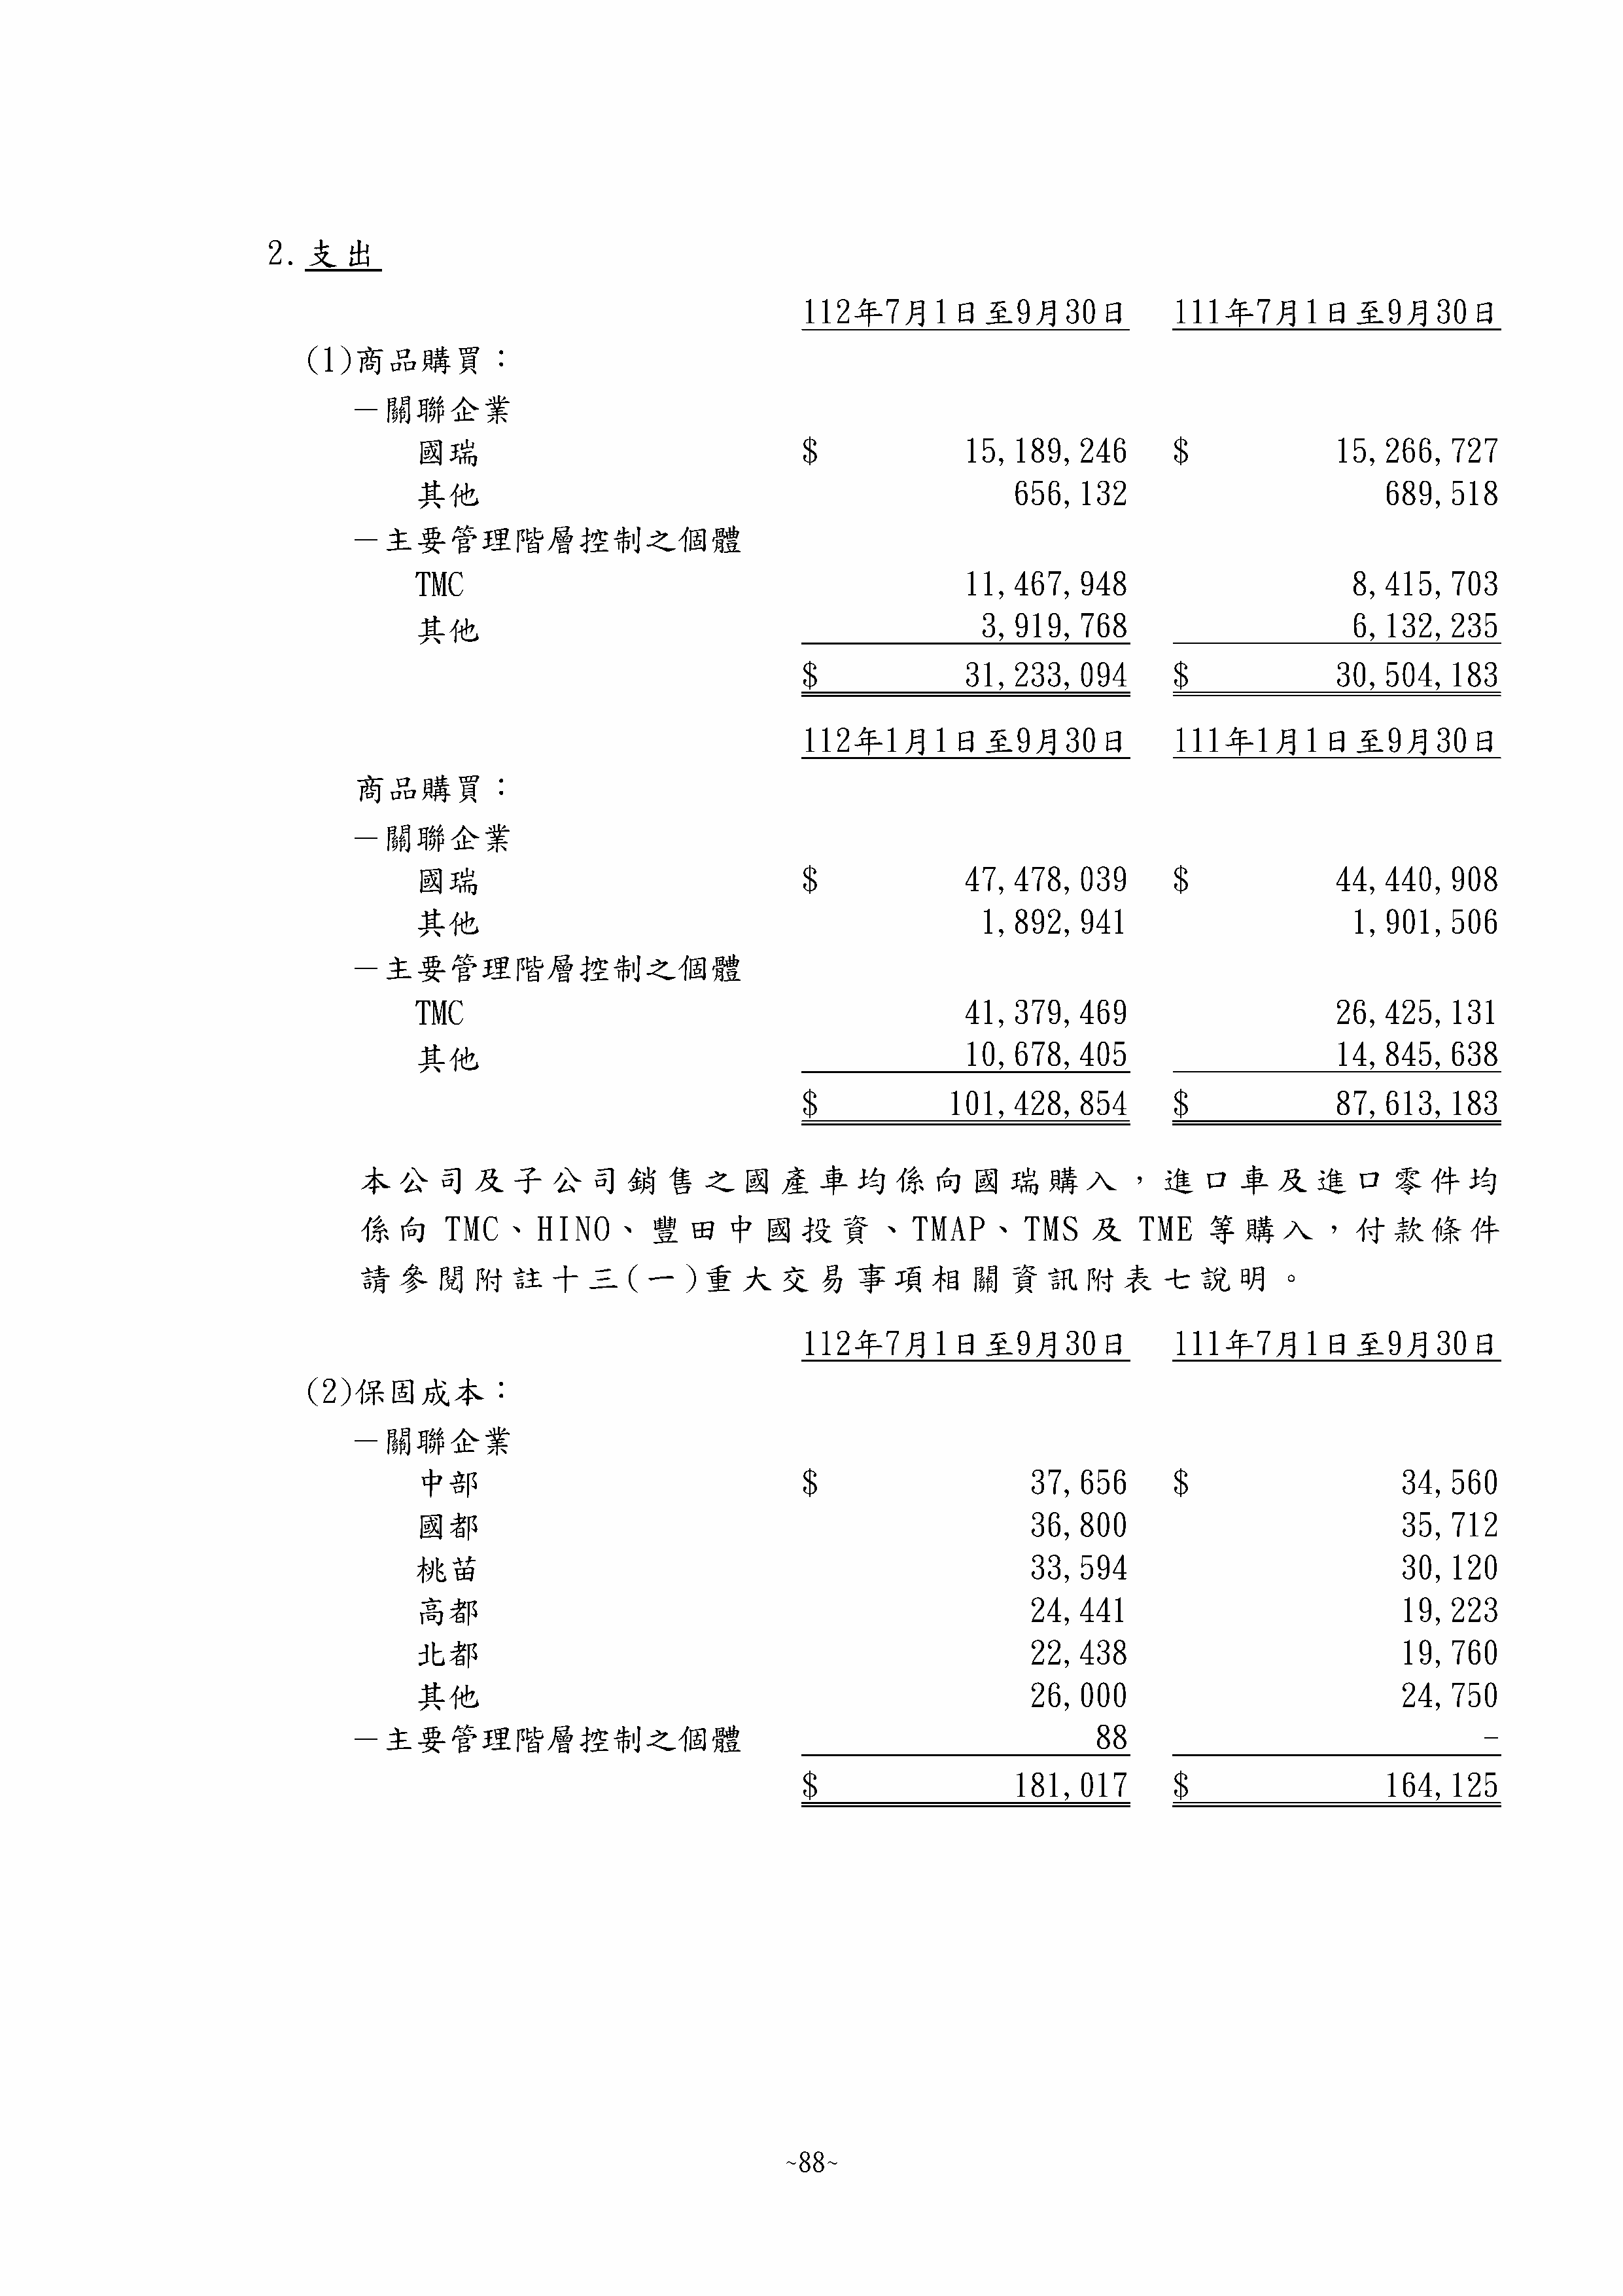 2. 支出
112年7月1日至9月30日 111年7月1日至9月30日
(1)商品購買：
－關聯企業
國瑞 $ 15,189,246 $ 15,266,727
其他 656,132 689,518
－主要管理階層控制之個體
TMC 11,467,948 8,415,703
其他 3,919,768 6,132,235
$ 31,233,094 $ 30,504,183
112年1月1日至9月30日 111年1月1日至9月30日
商品購買：
－關聯企業
國瑞 $ 47,478,039 $ 44,440,908
其他 1,892,941 1,901,506
－主要管理階層控制之個體
TMC 41,379,469 26,425,131
其他 10,678,405 14,845,638
$ 101,428,854 $ 87,613,183
本公司及子公司銷售之國產車均係向國瑞購入，進口車及進口零件均
係向 TMC、HINO、豐田中國投資、TMAP、TMS 及 TME 等購入，付款條件
請參閱附註十三(一)重大交易事項相關資訊附表七說明。
112年7月1日至9月30日 111年7月1日至9月30日
(2)保固成本：
－關聯企業
中部 $ 37,656 $ 34,560
國都 36,800 35,712
桃苗 33,594 30,120
高都 24,441 19,223
北都 22,438 19,760
其他 26,000 24,750
－主要管理階層控制之個體 88 –
$ 181,017 $ 164,125
~88~